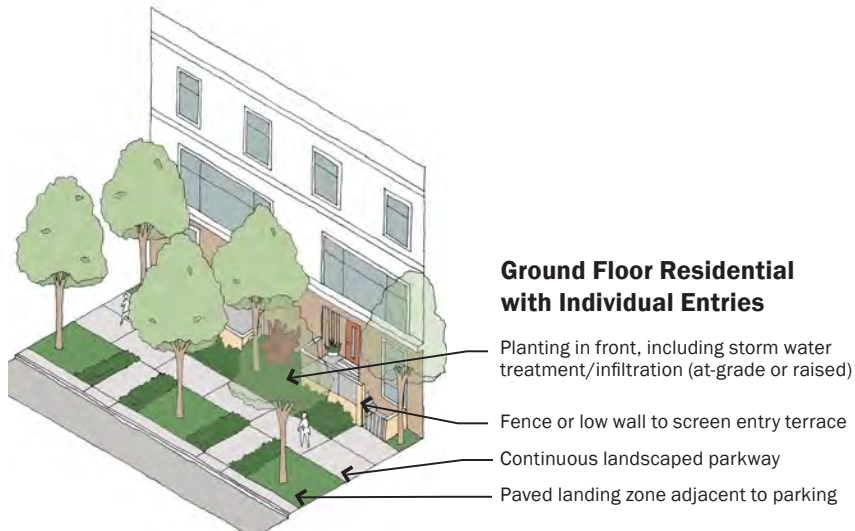 Ground Floor Residential
with Individual Entries
Planting in front, including storm water
treatment/infiltration (at-grade or raised)
Fence or low wall to screen entry terrace
Continuous landscaped parkway
Paved landing zone adjacent to parking